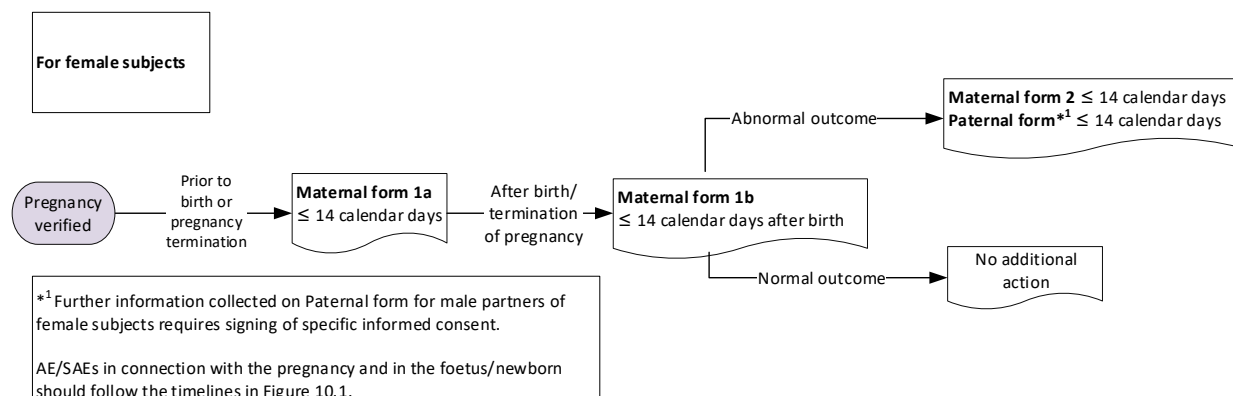 For female subjects
Maternal form 2 ≤ 14 calendar days
Paternal form*1 ≤ 14 calendar days
Abnormal outcome
Pregnancy
verified
Prior to
birth or
pregnancy
termination
Maternal form 1a
≤ 14 calendar days
After birth/
termination
of pregnancy
Maternal form 1b
≤ 14 calendar days after birth
Normal outcome
No additional
action
*1 Further information collected on Paternal form for male partners of
female subjects requires signing of specific informed consent.
AE/SAEs in connection with the pregnancy and in the foetus/newborn
should follow the timelines in Figure 10.1.